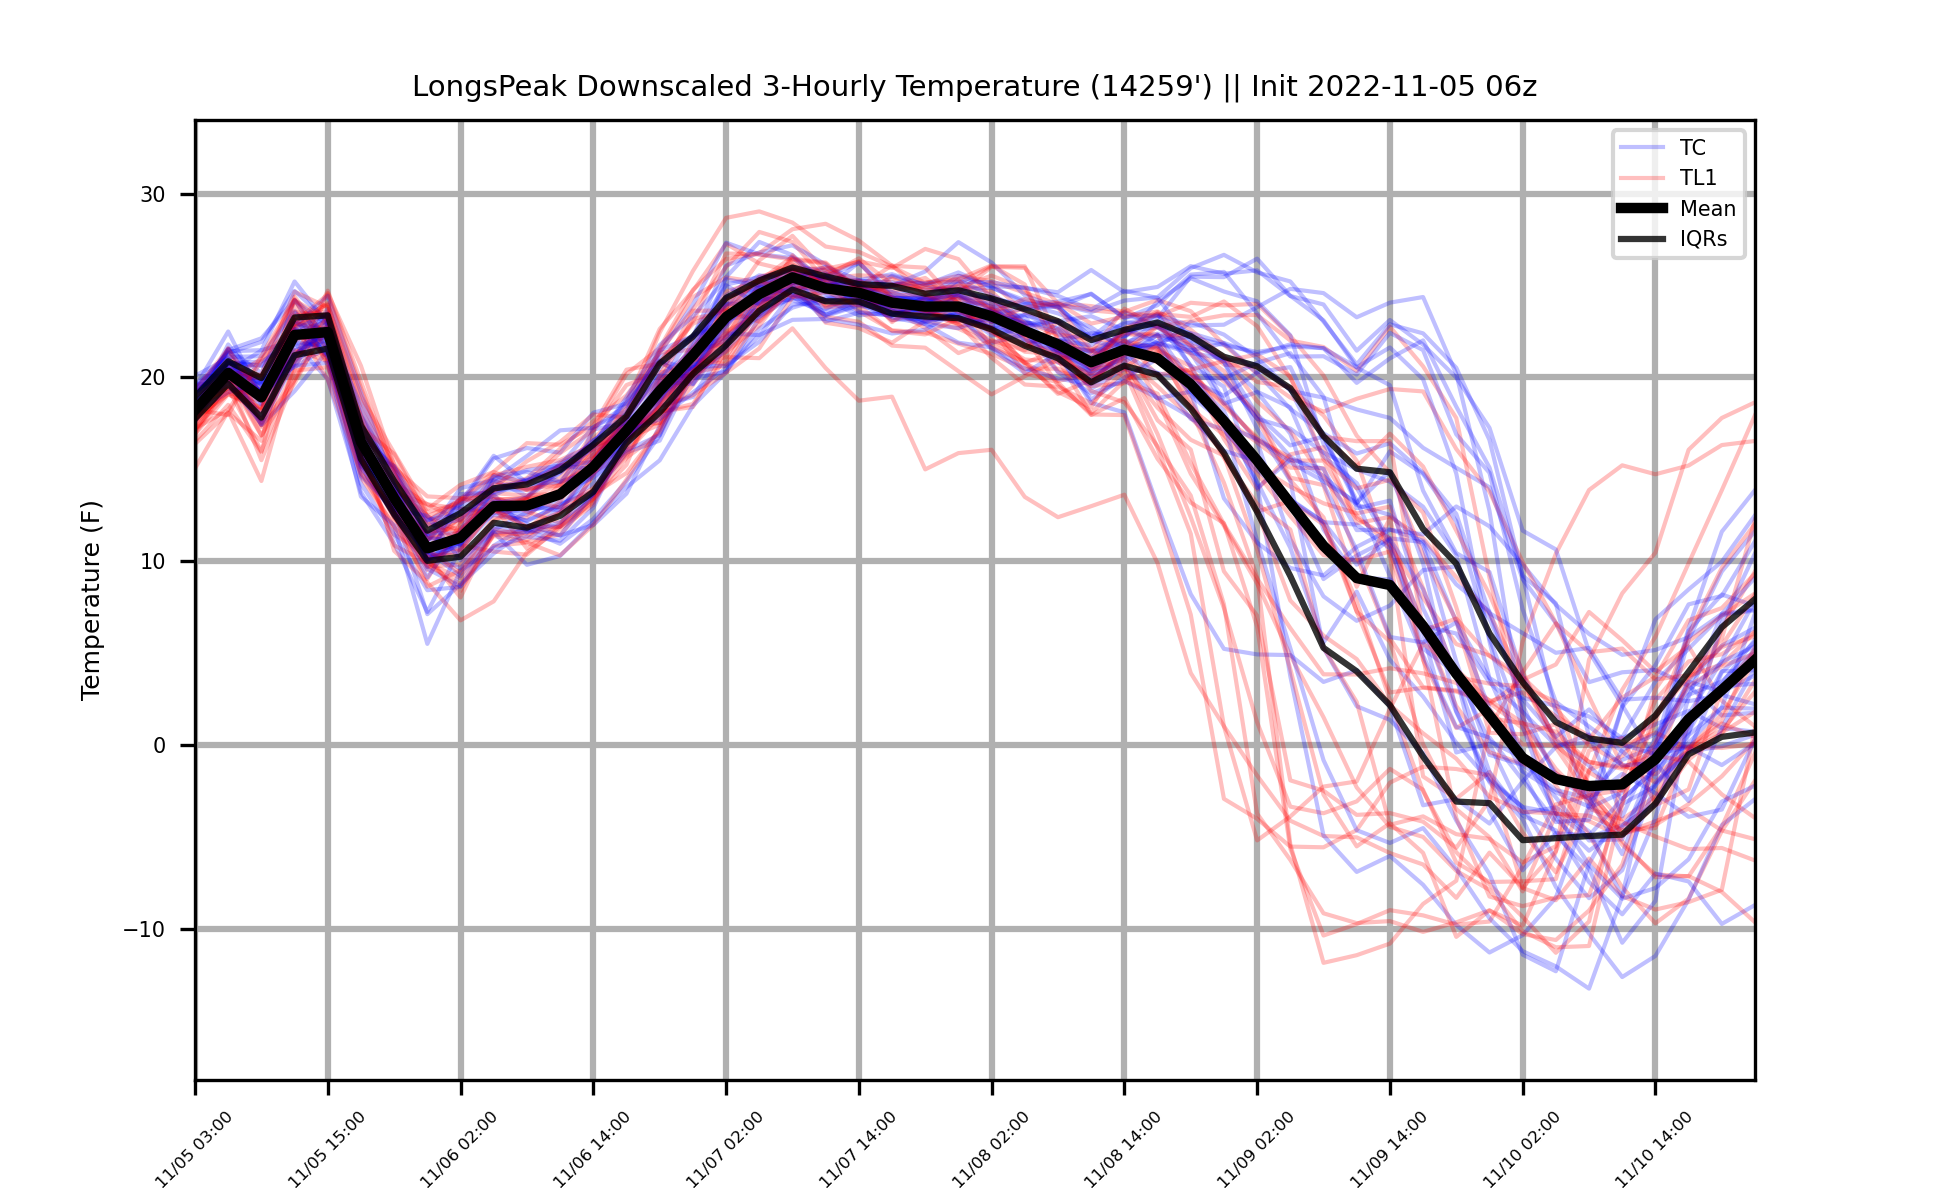 LongsPeak Downscaled 3-Hourly Temperature (14259') || Init 2022-11-05 06z
TC
TL1
Mean
IQRs
Temperature (F)
30
20
10
0
−10
11/05 03:00
11/05 15:00
11/06 02:00
11/06 14:00
11/07 02:00
11/07 14:00
11/08 02:00
11/08 14:00
11/09 02:00
11/09 14:00
11/10 02:00
11/10 14:00